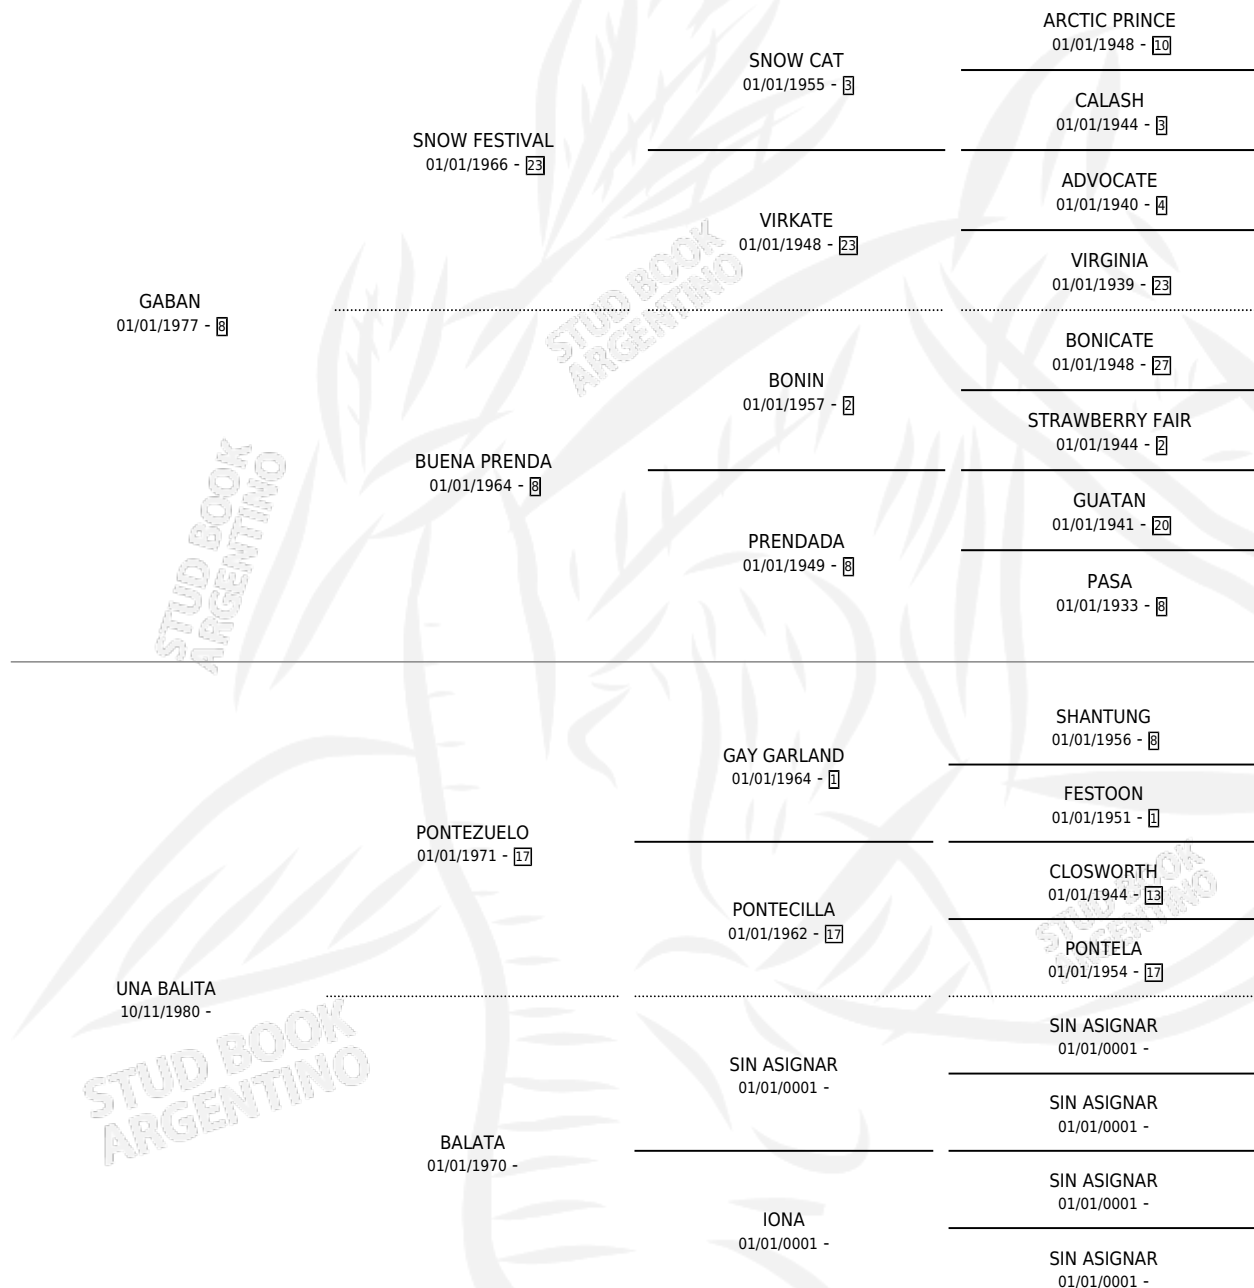 ARCTIC PRINCE
01/01/1948 - 10
SNOW CAT
01/01/1955 - 3
CALASH
01/01/1944 - 3
SNOW FESTIVAL
01/01/1966 - 23
ADVOCATE
01/01/1940 - 4
VIRKATE
01/01/1948 - 23
VIRGINIA
01/01/1939 - 23
GABAN
01/01/1977 - 8
BONICATE
01/01/1948 - 27
BONIN
01/01/1957 - 2
STRAWBERRY FAIR
01/01/1944 - 2
BUENA PRENDA
01/01/1964 - 8
GUATAN
01/01/1941 - 20
PRENDADA
01/01/1949 - 8
PASA
01/01/1933 - 8
SHANTUNG
01/01/1956 - 8
GAY GARLAND
01/01/1964 - 1
FESTOON
01/01/1951 - 1
PONTEZUELO
01/01/1971 - 17
CLOSWORTH
01/01/1944 - 13
PONTECILLA
01/01/1962 - 17
PONTELA
01/01/1954 - 17
UNA BALITA
10/11/1980 -
SIN ASIGNAR
01/01/0001 -
SIN ASIGNAR
01/01/0001 -
SIN ASIGNAR
01/01/0001 -
BALATA
01/01/1970 -
SIN ASIGNAR
01/01/0001 -
IONA
01/01/0001 -
SIN ASIGNAR
01/01/0001 -
STUD BOOK
ARGENTINO
STUD BOOK
ARGENTINO
STUD BOOK
ARGENTINO
STUD BOOK
ARGENTINO